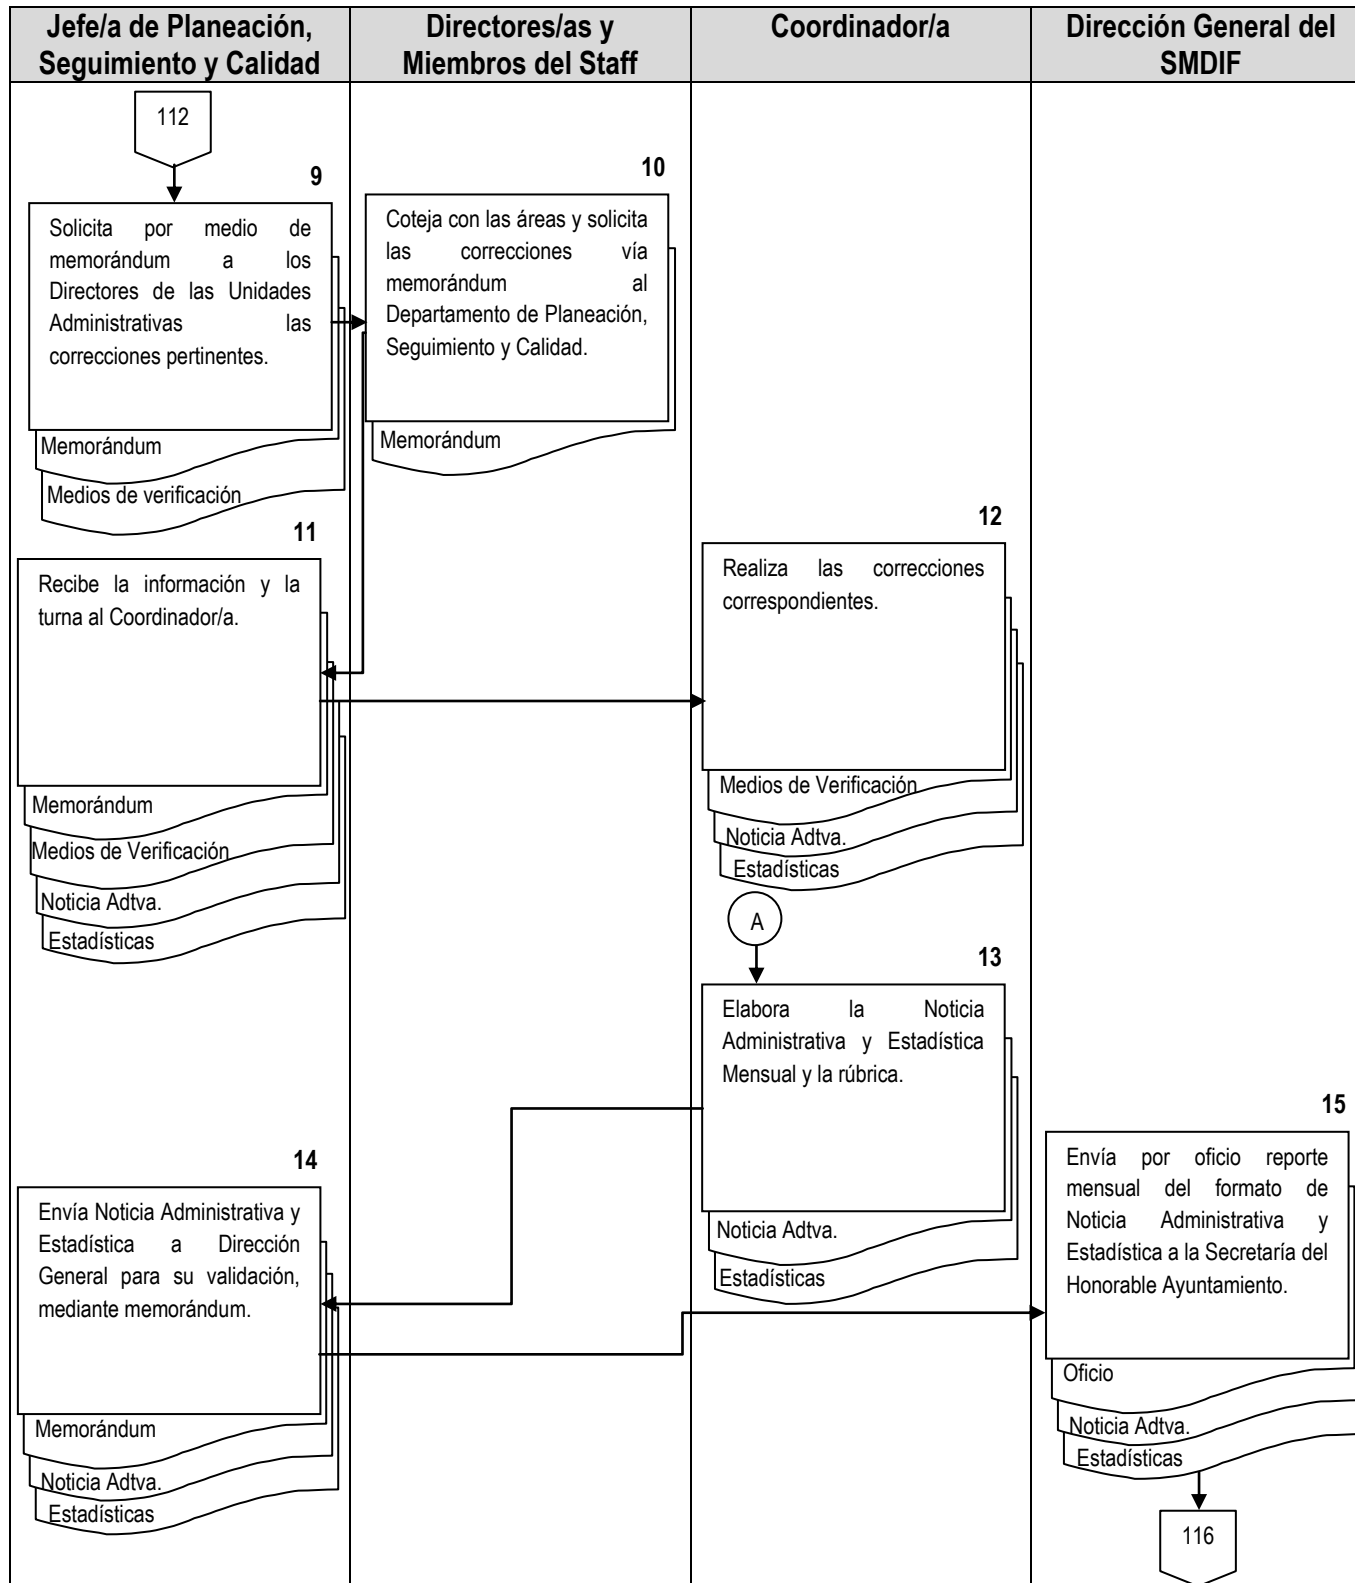 Jefe/a de Planeación,
Seguimiento y Calidad
Directores/as y
Miembros del Staff
Coordinador/a
Dirección General del
SMDIF
112
9
Solicita por medio de
memorándum a los
Directores de las Unidades
Administrativas las
correcciones pertinentes.
Memorándum
Medios de verificación
10
Coteja con las áreas y solicita
las correcciones vía
memorándum al
Departamento de Planeación,
Seguimiento y Calidad.
Memorándum
11
Recibe la información y la
turna al Coordinador/a.
Memorándum
Medios de Verificación
Noticia Adtva.
Estadísticas
12
Realiza las correcciones
correspondientes.
Medios de Verificación
Noticia Adtva.
Estadísticas
A
13
Elabora la Noticia
Administrativa y Estadística
Mensual y la rúbrica.
Noticia Adtva.
Estadísticas
14
Envía Noticia Administrativa y
Estadística a Dirección
General para su validación,
mediante memorándum.
Memorándum
Noticia Adtva.
Estadísticas
15
Envía por oficio reporte
mensual del formato de
Noticia Administrativa y
Estadística a la Secretaría del
Honorable Ayuntamiento.
Oficio
Noticia Adtva.
Estadísticas
116